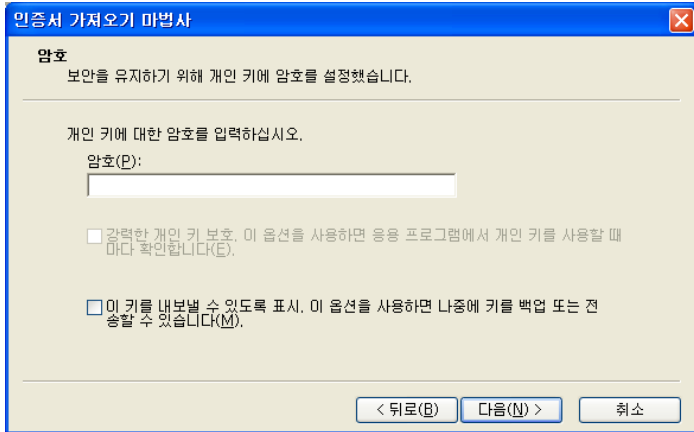 인증서 가져오기 마법사
암호
보안을 유지하기 위해 개인 키에 암호를 설정했습니다.
개인 키에 대한 암호를 입력하십시오.
암호(P):
강력한 개인 키 보호. 이 옵션을 사용하면 응용 프로그램에서 개인 키를 사용할 때
마다 확인합니다(E).
이 키를 내보낼 수 있도록 표시. 이 옵션을 사용하면 나중에 키를 백업 또는 전
송할 수 있습니다(M).
< 뒤로(B) 다음(N) > 취소